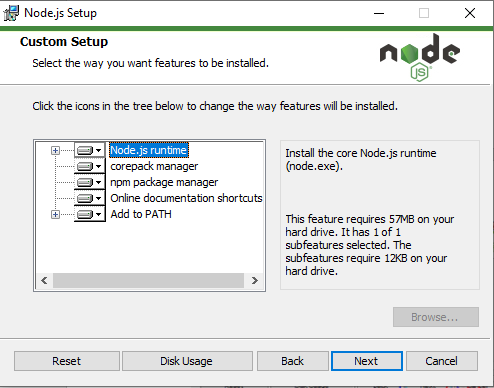 Node.js Setup
Custom Setup
Select the way you want features to be installed.
node
JS
Click the icons in the tree below to change the way features will be installed.
Node.js runtime
corepack manager
npm package manager
Online documentation shortcuts
Add to PATH
Install the core Node.js runtime
(node.exe).
This feature requires 57MB on your
hard drive. It has 1 of 1
subfeatures selected. The
subfeatures require 12KB on your
hard drive.
Browse...
Reset
Disk Usage
Back
Next
Cancel